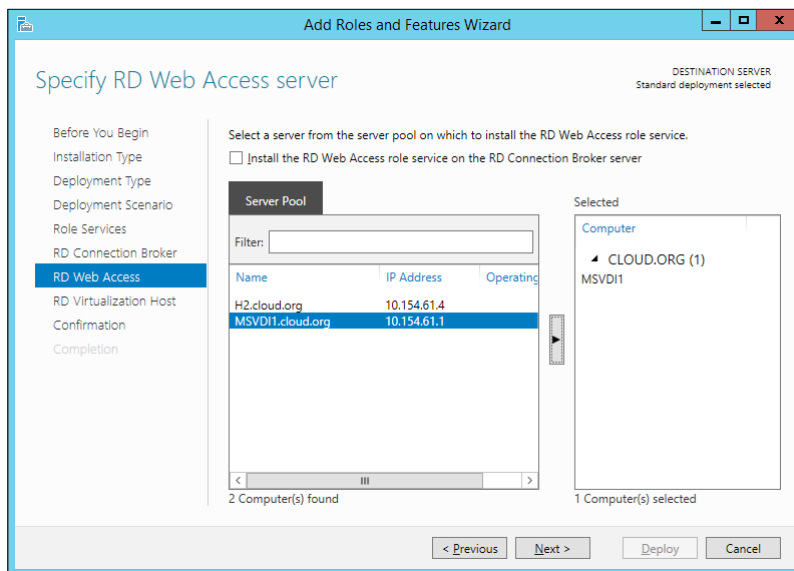 Add Roles and Features Wizard
Specify RD Web Access server
DESTINATION SERVER
Standard deployment selected
Before You Begin
Installation Type
Deployment Type
Deployment Scenario
Role Services
RD Connection Broker
RD Web Access
RD Virtualization Host
Confirmation
Completion
Select a server from the server pool on which to install the RD Web Access role service.
Install the RD Web Access role service on the RD Connection Broker server
Server Pool
Filter:
Name IP Address Operating
H2.cloud.org 10.154.61.4
MSVDI1.cloud.org 10.154.61.1
2 Computer(s) found
Selected
Computer
CLOUD.ORG (1)
MSVDI1
1 Computer(s) selected
< Previous Next > Deploy Cancel